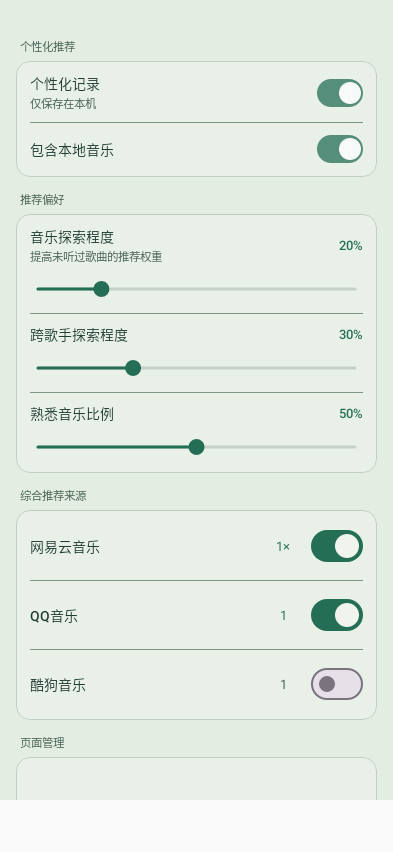 个性化推荐
个性化记录
仅保存在本机
包含本地音乐
推荐偏好
音乐探索程度
提高未听过歌曲的推荐权重
20%
跨歌手探索程度
30%
熟悉音乐比例
50%
综合推荐来源
网易云音乐
1×
QQ音乐
1
酷狗音乐
1
页面管理